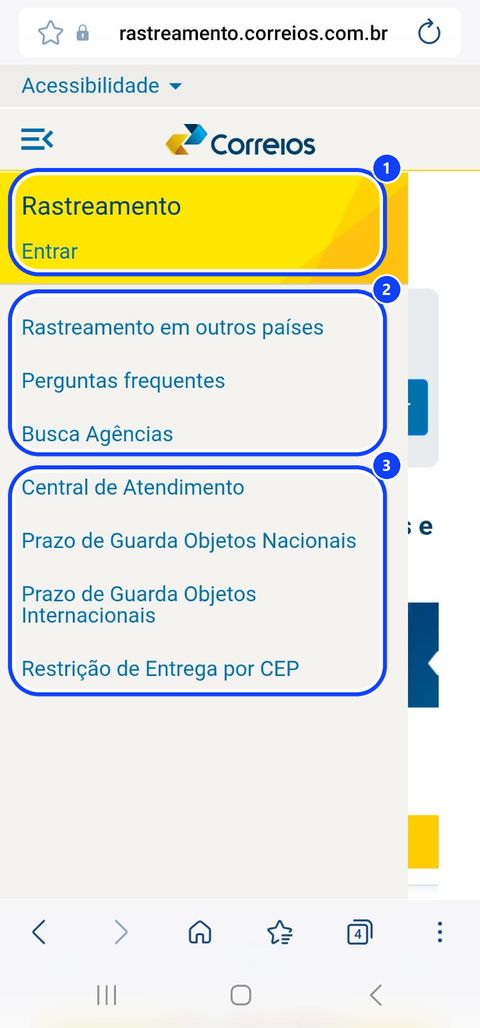 rastreamento.correios.com.br
Acessibilidade
Correios
1
Rastreamento
Entrar
2
Rastreamento em outros países
Perguntas frequentes
Busca Agências
3
Central de Atendimento
s e
Prazo de Guarda Objetos Nacionais
Prazo de Guarda Objetos
Internacionais
Restrição de Entrega por CEP
4